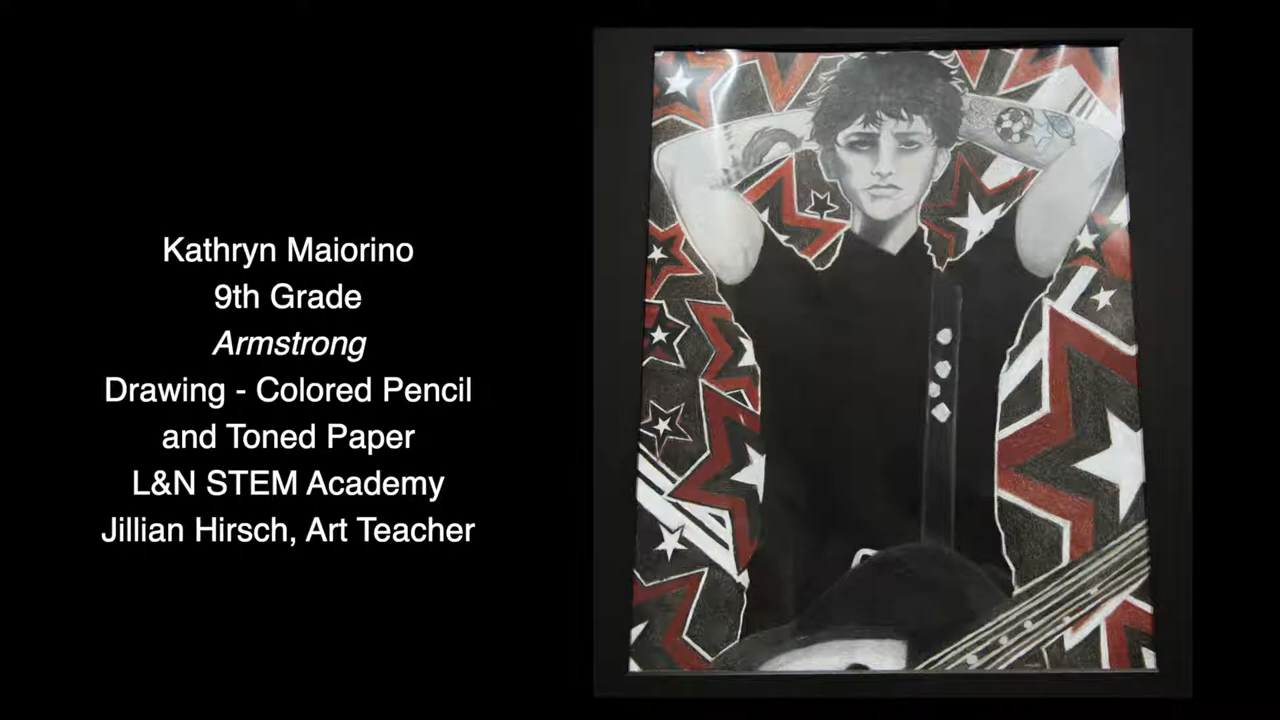 Kathryn Maiorino
9th Grade
Armstrong
Drawing - Colored Pencil
and Toned Paper
L&N STEM Academy
Jillian Hirsch, Art Teacher